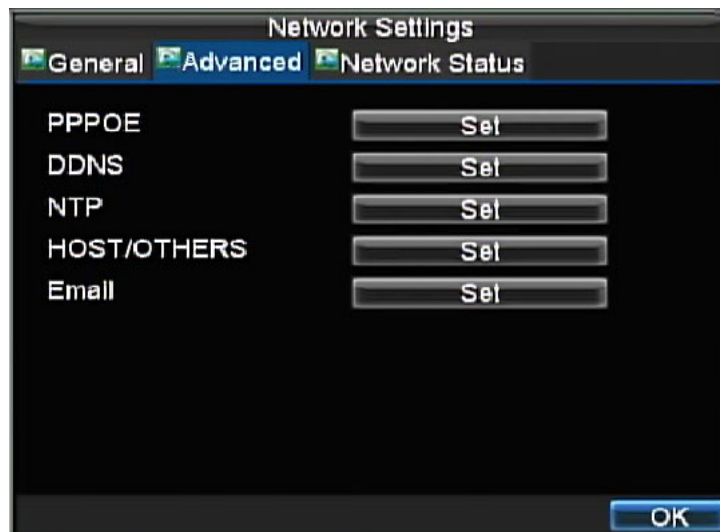 Network Settings
General Advanced Network Status
PPPOE Set
DDNS Set
NTP Set
HOST/OTHERS Set
Email Set
OK